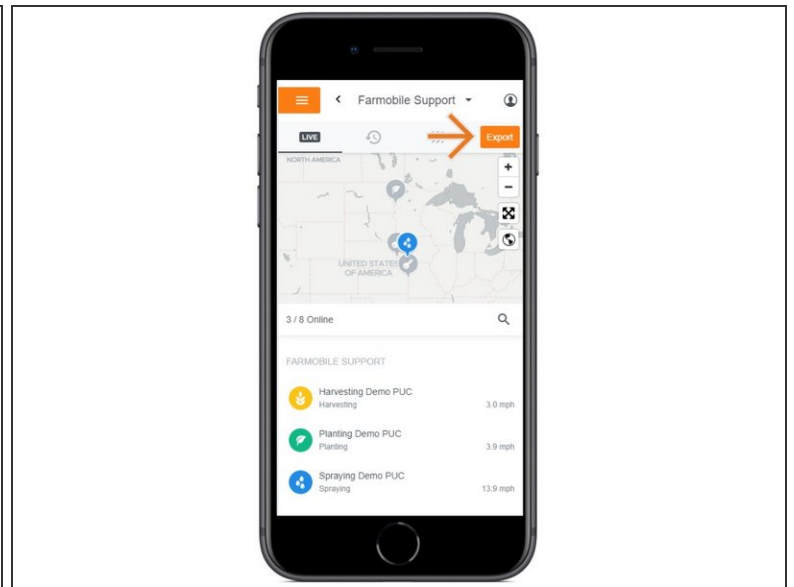 Farmobile Support
LIVE
Export
NORTH AMERICA
+
−
UNITED STATES
OF AMERICA
3 / 8 Online
FARMOBILE SUPPORT
Harvesting Demo PUC
Harvesting
3.0 mph
Planting Demo PUC
Planting
3.9 mph
Spraying Demo PUC
Spraying
13.9 mph